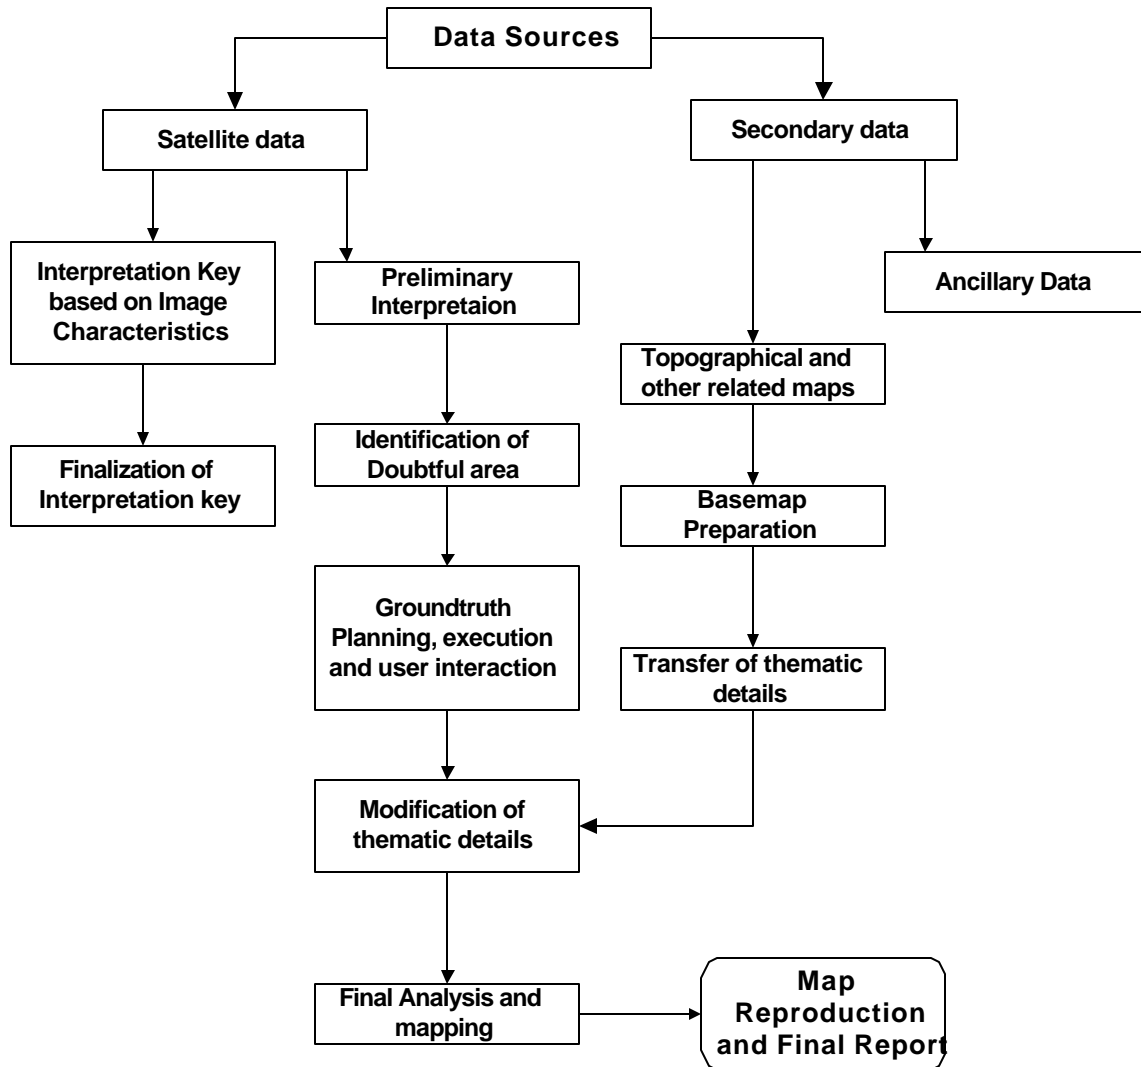 Data Sources
Satellite data
Secondary data
Interpretation Key
based on Image
Characteristics
Preliminary
Interpretaion
Ancillary Data
Topographical and
other related maps
Finalization of
Interpretation key
Identification of
Doubtful area
Basemap
Preparation
Groundtruth
Planning, execution
and user interaction
Transfer of thematic
details
Modification of
thematic details
Final Analysis and
mapping
Map
Reproduction
and Final Report